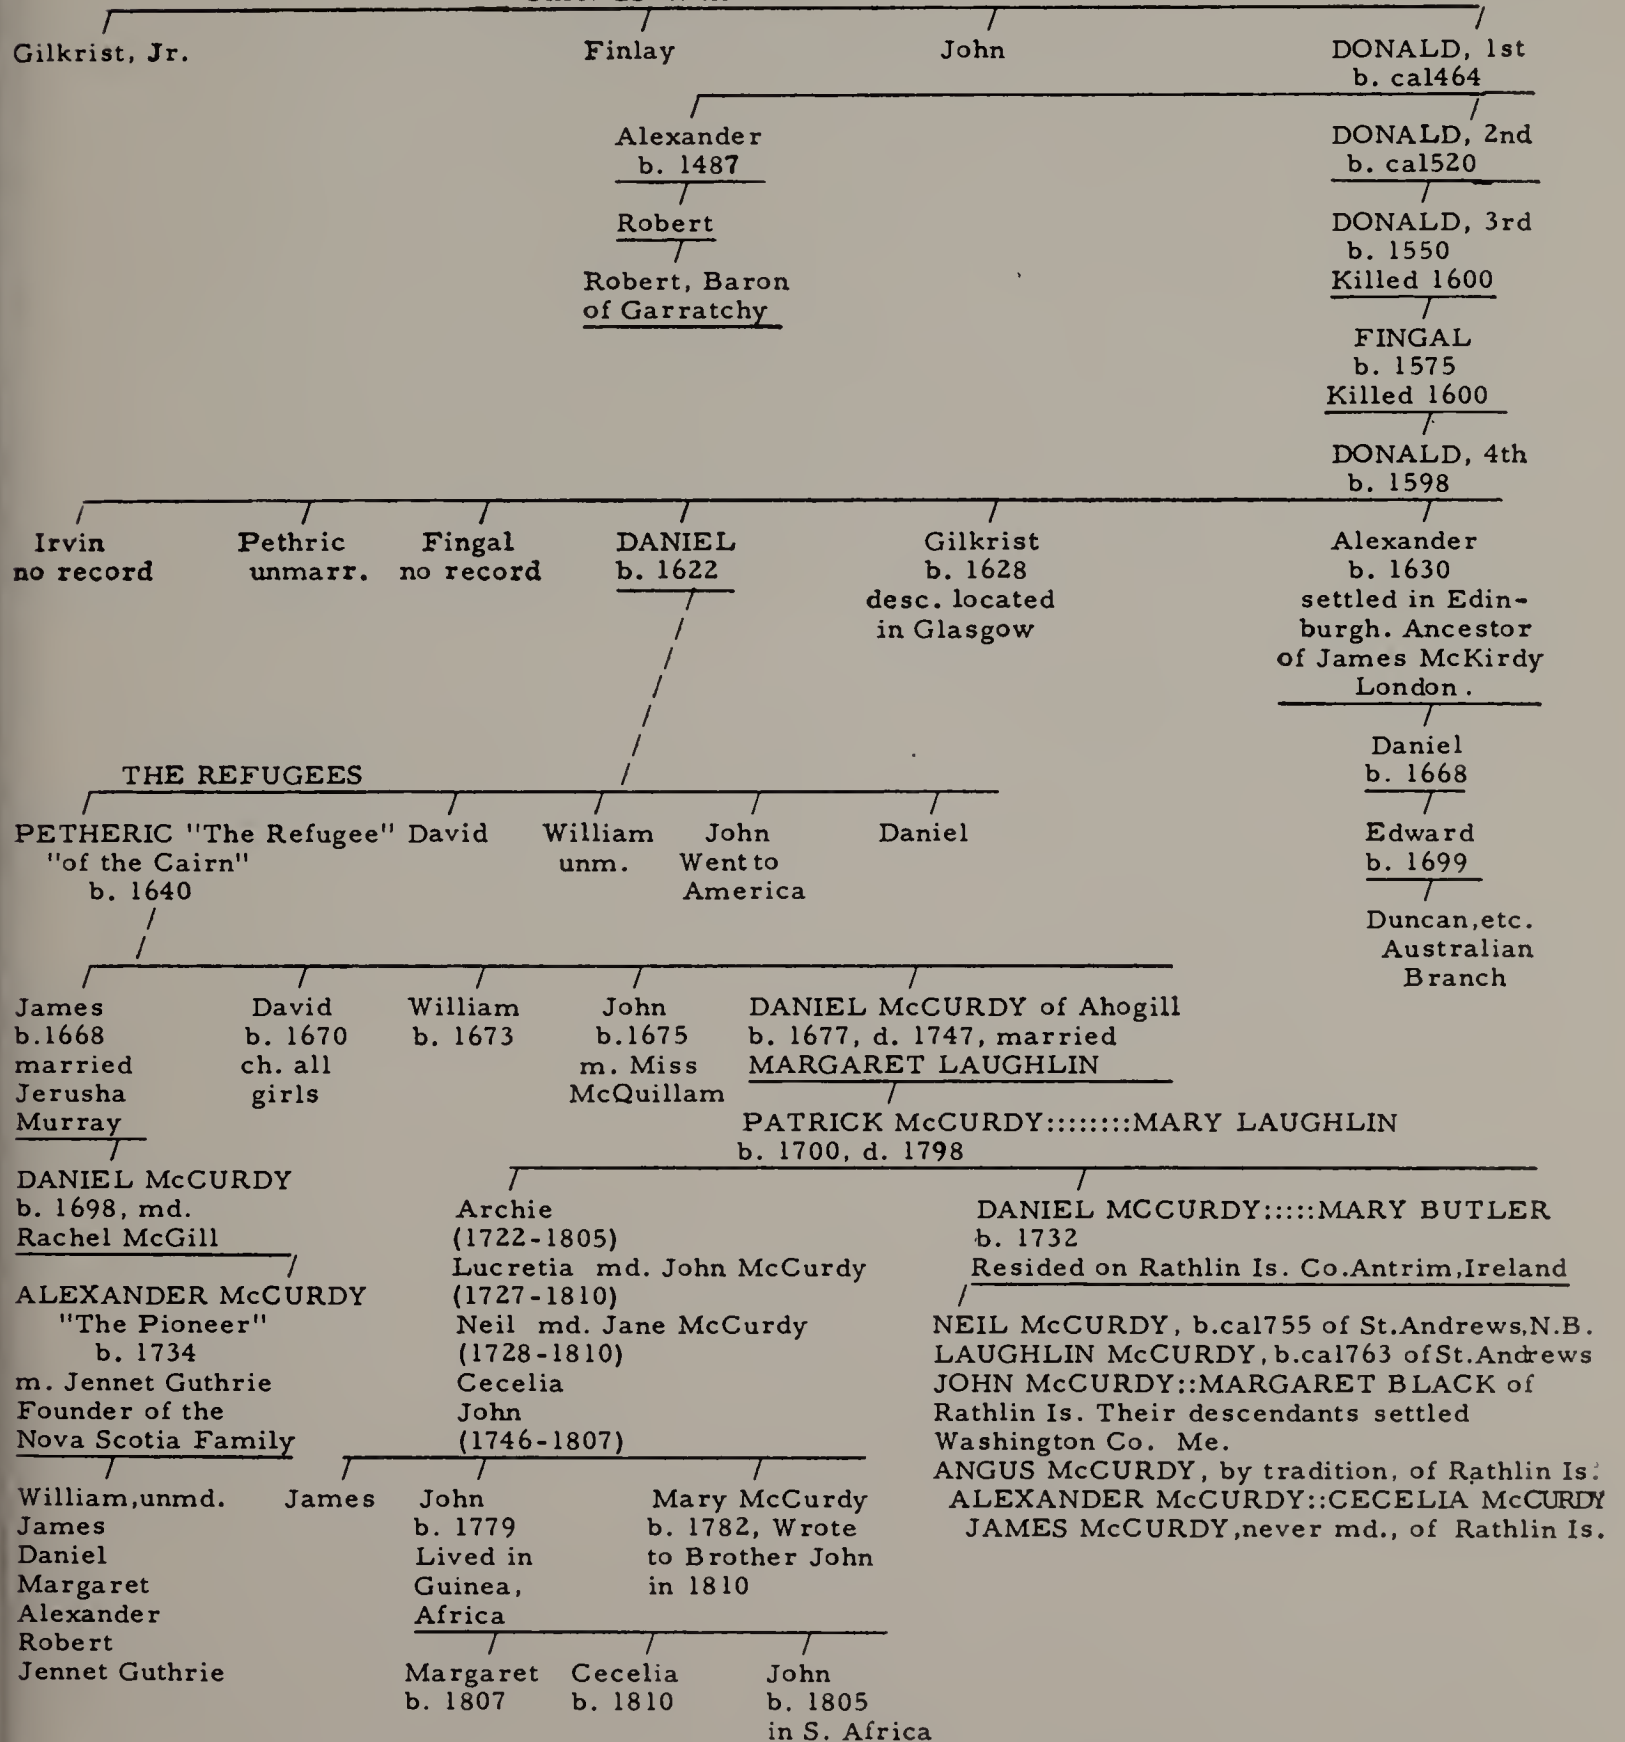 Gilkrist, Jr.
Finlay
John
DONALD, 1st
b. ca1464
Alexander
b. 1487
DONALD, 2nd
b. ca1520
Robert
DONALD, 3rd
b. 1550
Killed 1600
Robert, Baron
of Garratchy
FINGAL
b. 1575
Killed 1600
DONALD, 4th
b. 1598
Irvin
no record
Pethric
unmarr.
Fingal
no record
DANIEL
b. 1622
Gilkrist
b. 1628
desc. located
in Glasgow
Alexander
b. 1630
settled in Edin-
burgh. Ancestor
of James McKirdy
London.
Daniel
b. 1668
Edward
b. 1699
Duncan, etc.
Australian
Branch
THE REFUGEES
PETHERIC "The Refugee"
"of the Cairn"
b. 1640
David
William
unm.
John
Went to
America
Daniel
James
b. 1668
married
Jerusha
Murray
David
b. 1670
ch. all
girls
William
b. 1673
John
b. 1675
m. Miss
McQuillam
DANIEL McCURDY of Ahogill
b. 1677, d. 1747, married
MARGARET LAUGHLIN
PATRICK McCURDY::::::::MARY LAUGHLIN
b. 1700, d. 1798
DANIEL McCURDY
b. 1698, md.
Rachel McGill
ALEXANDER McCURDY
"The Pioneer"
b. 1734
m. Jennet Guthrie
Founder of the
Nova Scotia Family
William, unmd.
James
Daniel
Margaret
Alexander
Robert
Jennet Guthrie
Archie
(1722-1805)
Lucretia md. John McCurdy
(1727-1810)
Neil md. Jane McCurdy
(1728-1810)
Cecelia
John
(1746-1807)
DANIEL MCCURDY:::::MARY BUTLER
b. 1732
Resided on Rathlin Is. Co. Antrim, Ireland
NEIL McCURDY, b. ca1755 of St. Andrews, N.B.
LAUGHLIN McCURDY, b. ca1763 of St. Andrews
JOHN McCURDY::MARGARET BLACK of
Rathlin Is. Their descendants settled
Washington Co. Me.
ANGUS McCURDY, by tradition, of Rathlin Is.
ALEXANDER McCURDY::CECELIA McCURDY
JAMES McCURDY, never md., of Rathlin Is.
James
John
b. 1779
Lived in
Guinea,
Africa
Mary McCurdy
b. 1782, Wrote
to Brother John
in 1810
Margaret
b. 1807
Cecelia
b. 1810
John
b. 1805
in S. Africa